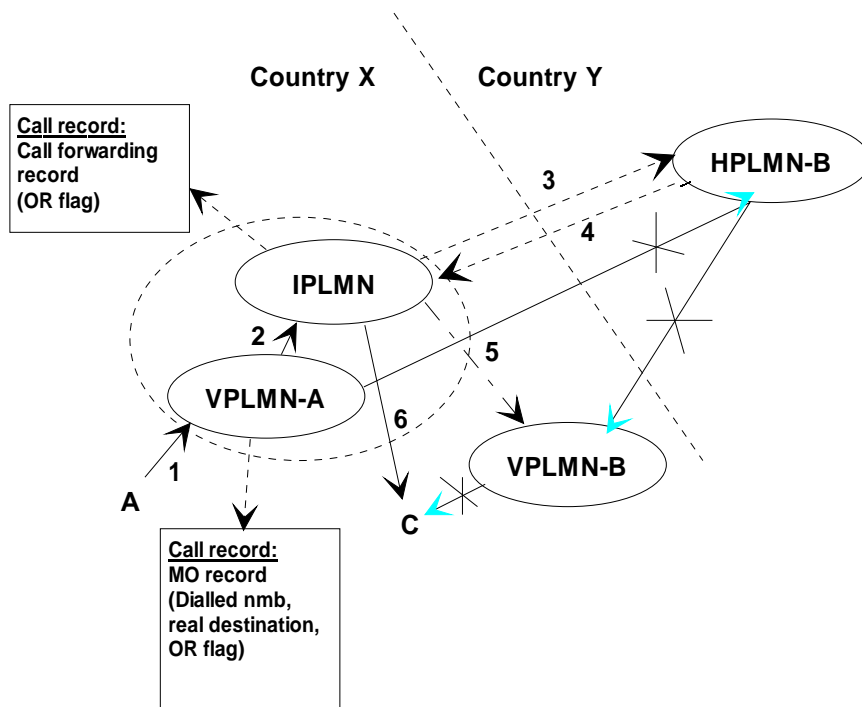 Country X
Country Y
Call record:
Call forwarding
record
(OR flag)
HPLMN-B
3
4
IPLMN
2
5
VPLMN-A
6
VPLMN-B
1
A
C
Call record:
MO record
(Dialled nmb,
real destination,
OR flag)